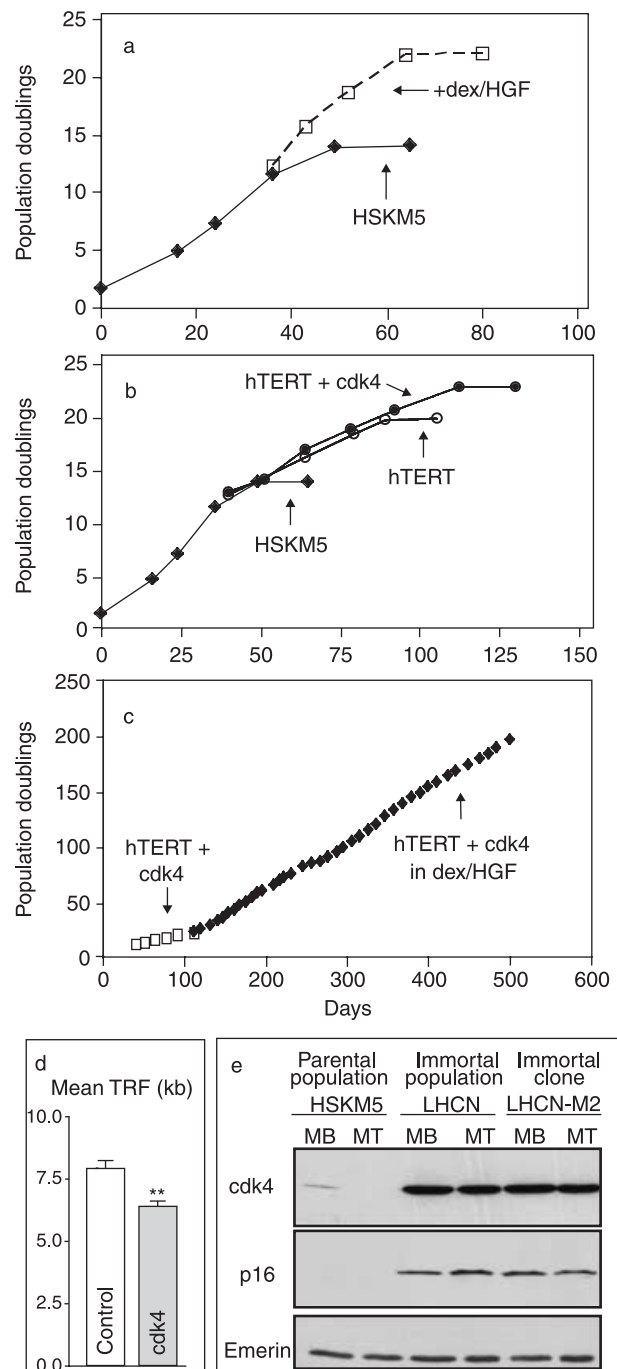 a
25
20
15
10
5
0
Population doublings
+dex/HGF
HSKM5
0 20 40 60 80 100
b
25
20
15
10
5
0
Population doublings
hTERT + cdk4
hTERT
HSKM5
0 25 50 75 100 125 150
c
250
200
150
100
50
0
Population doublings
hTERT +
cdk4
hTERT + cdk4
in dex/HGF
0 100 200 300 400 500 600
Days
d
Mean TRF (kb)
10.0
7.5
5.0
2.5
0.0
**
Control
cdk4
e
Parental Immortal Immortal
population population clone
HSKM5 LHCN LHCN-M2
MB MT MB MT MB MT
cdk4
p16
Emerin